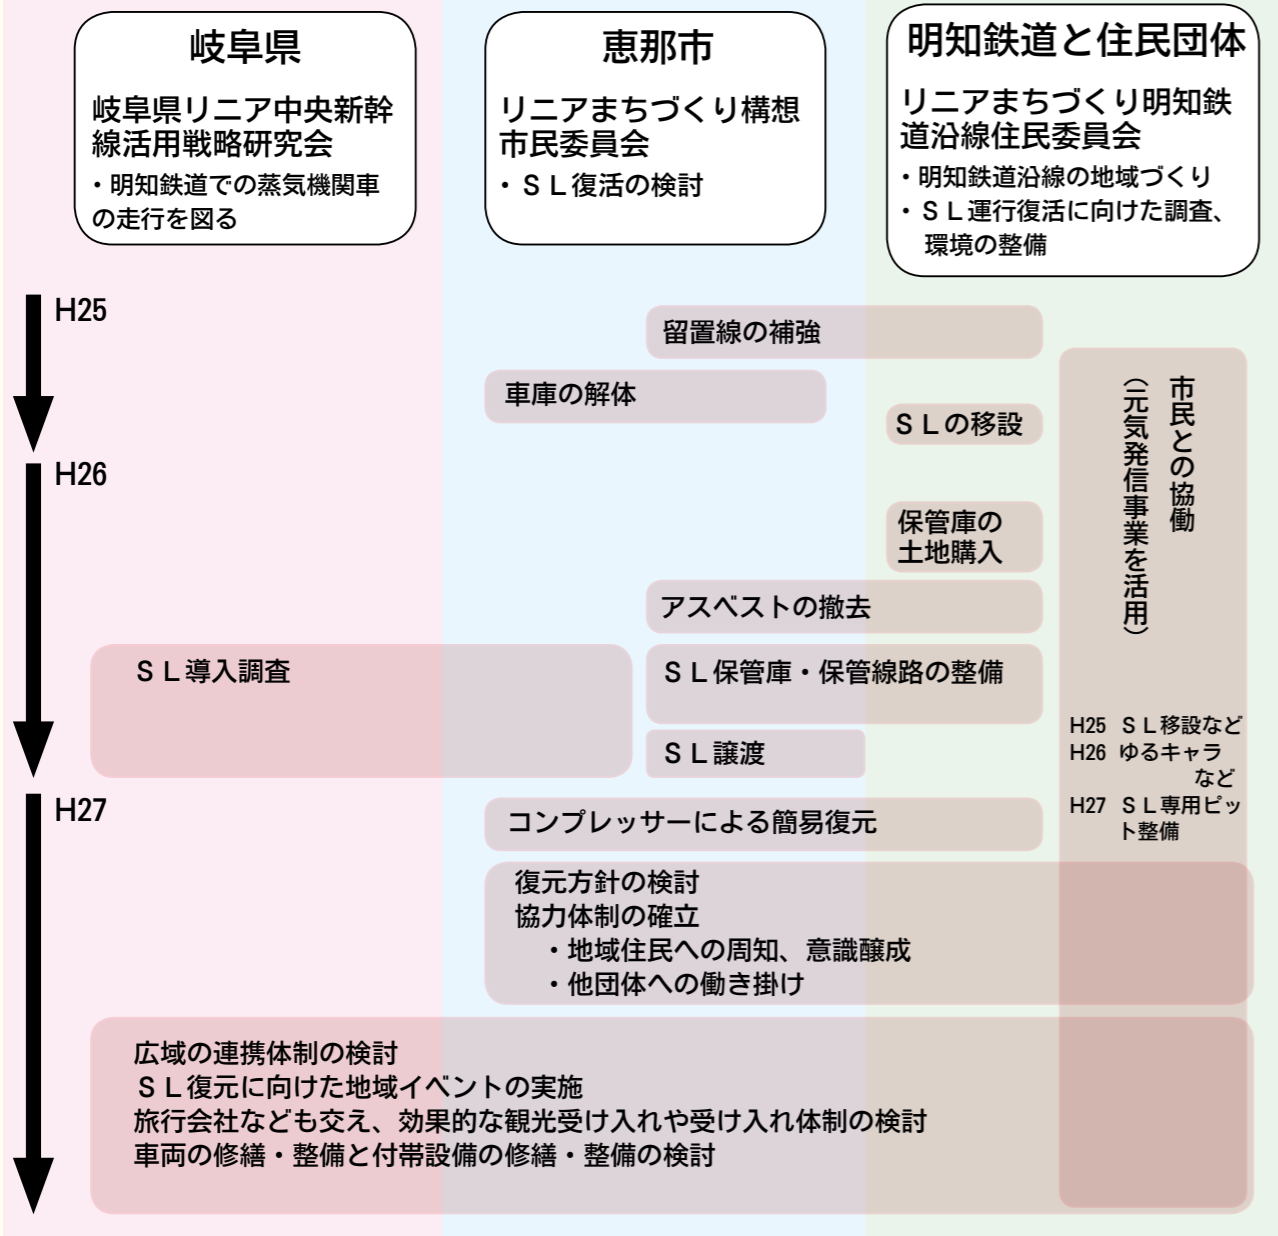 岐阜県
岐阜県リニア中央新幹
線活用戦略研究会
・明知鉄道での蒸気機関車
の走行を図る
恵那市
リニアまちづくり構想
市民委員会
・ＳＬ復活の検討
明知鉄道と住民団体
リニアまちづくり明知鉄
道沿線住民委員会
・明知鉄道沿線の地域づくり
・ＳＬ運行復活に向けた調査、
環境の整備
H25
留置線の補強
車庫の解体
ＳＬの移設
市民との協働
（元気発信事業を活用）
H26
保管庫の
土地購入
アスベストの撤去
ＳＬ導入調査
ＳＬ保管庫・保管線路の整備
ＳＬ譲渡
H25 ＳＬ移設など
H26 ゆるキャラ
など
H27 ＳＬ専用ピッ
ト整備
H27
コンプレッサーによる簡易復元
復元方針の検討
協力体制の確立
・地域住民への周知、意識醸成
・他団体への働き掛け
広域の連携体制の検討
ＳＬ復元に向けた地域イベントの実施
旅行会社なども交え、効果的な観光受け入れや受け入れ体制の検討
車両の修繕・整備と付帯設備の修繕・整備の検討